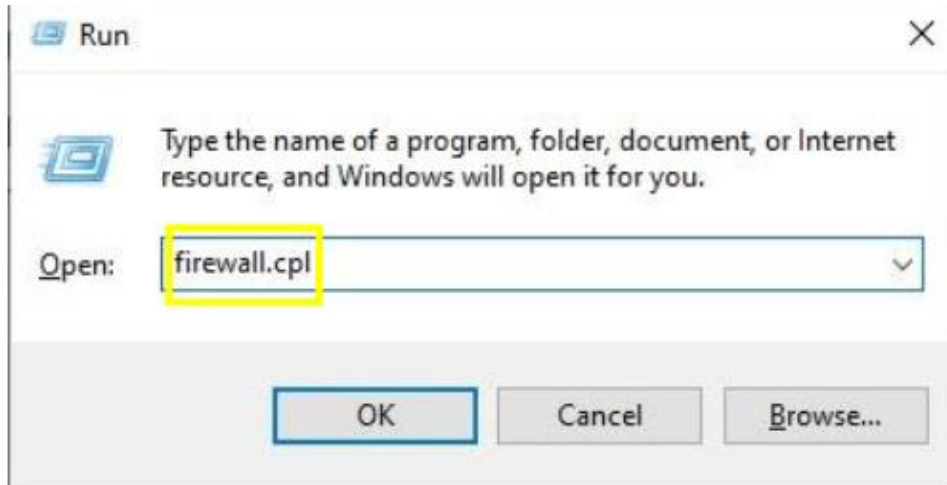 Run
Type the name of a program, folder, document, or Internet
resource, and Windows will open it for you.
Open: firewall.cpl
OK Cancel Browse...